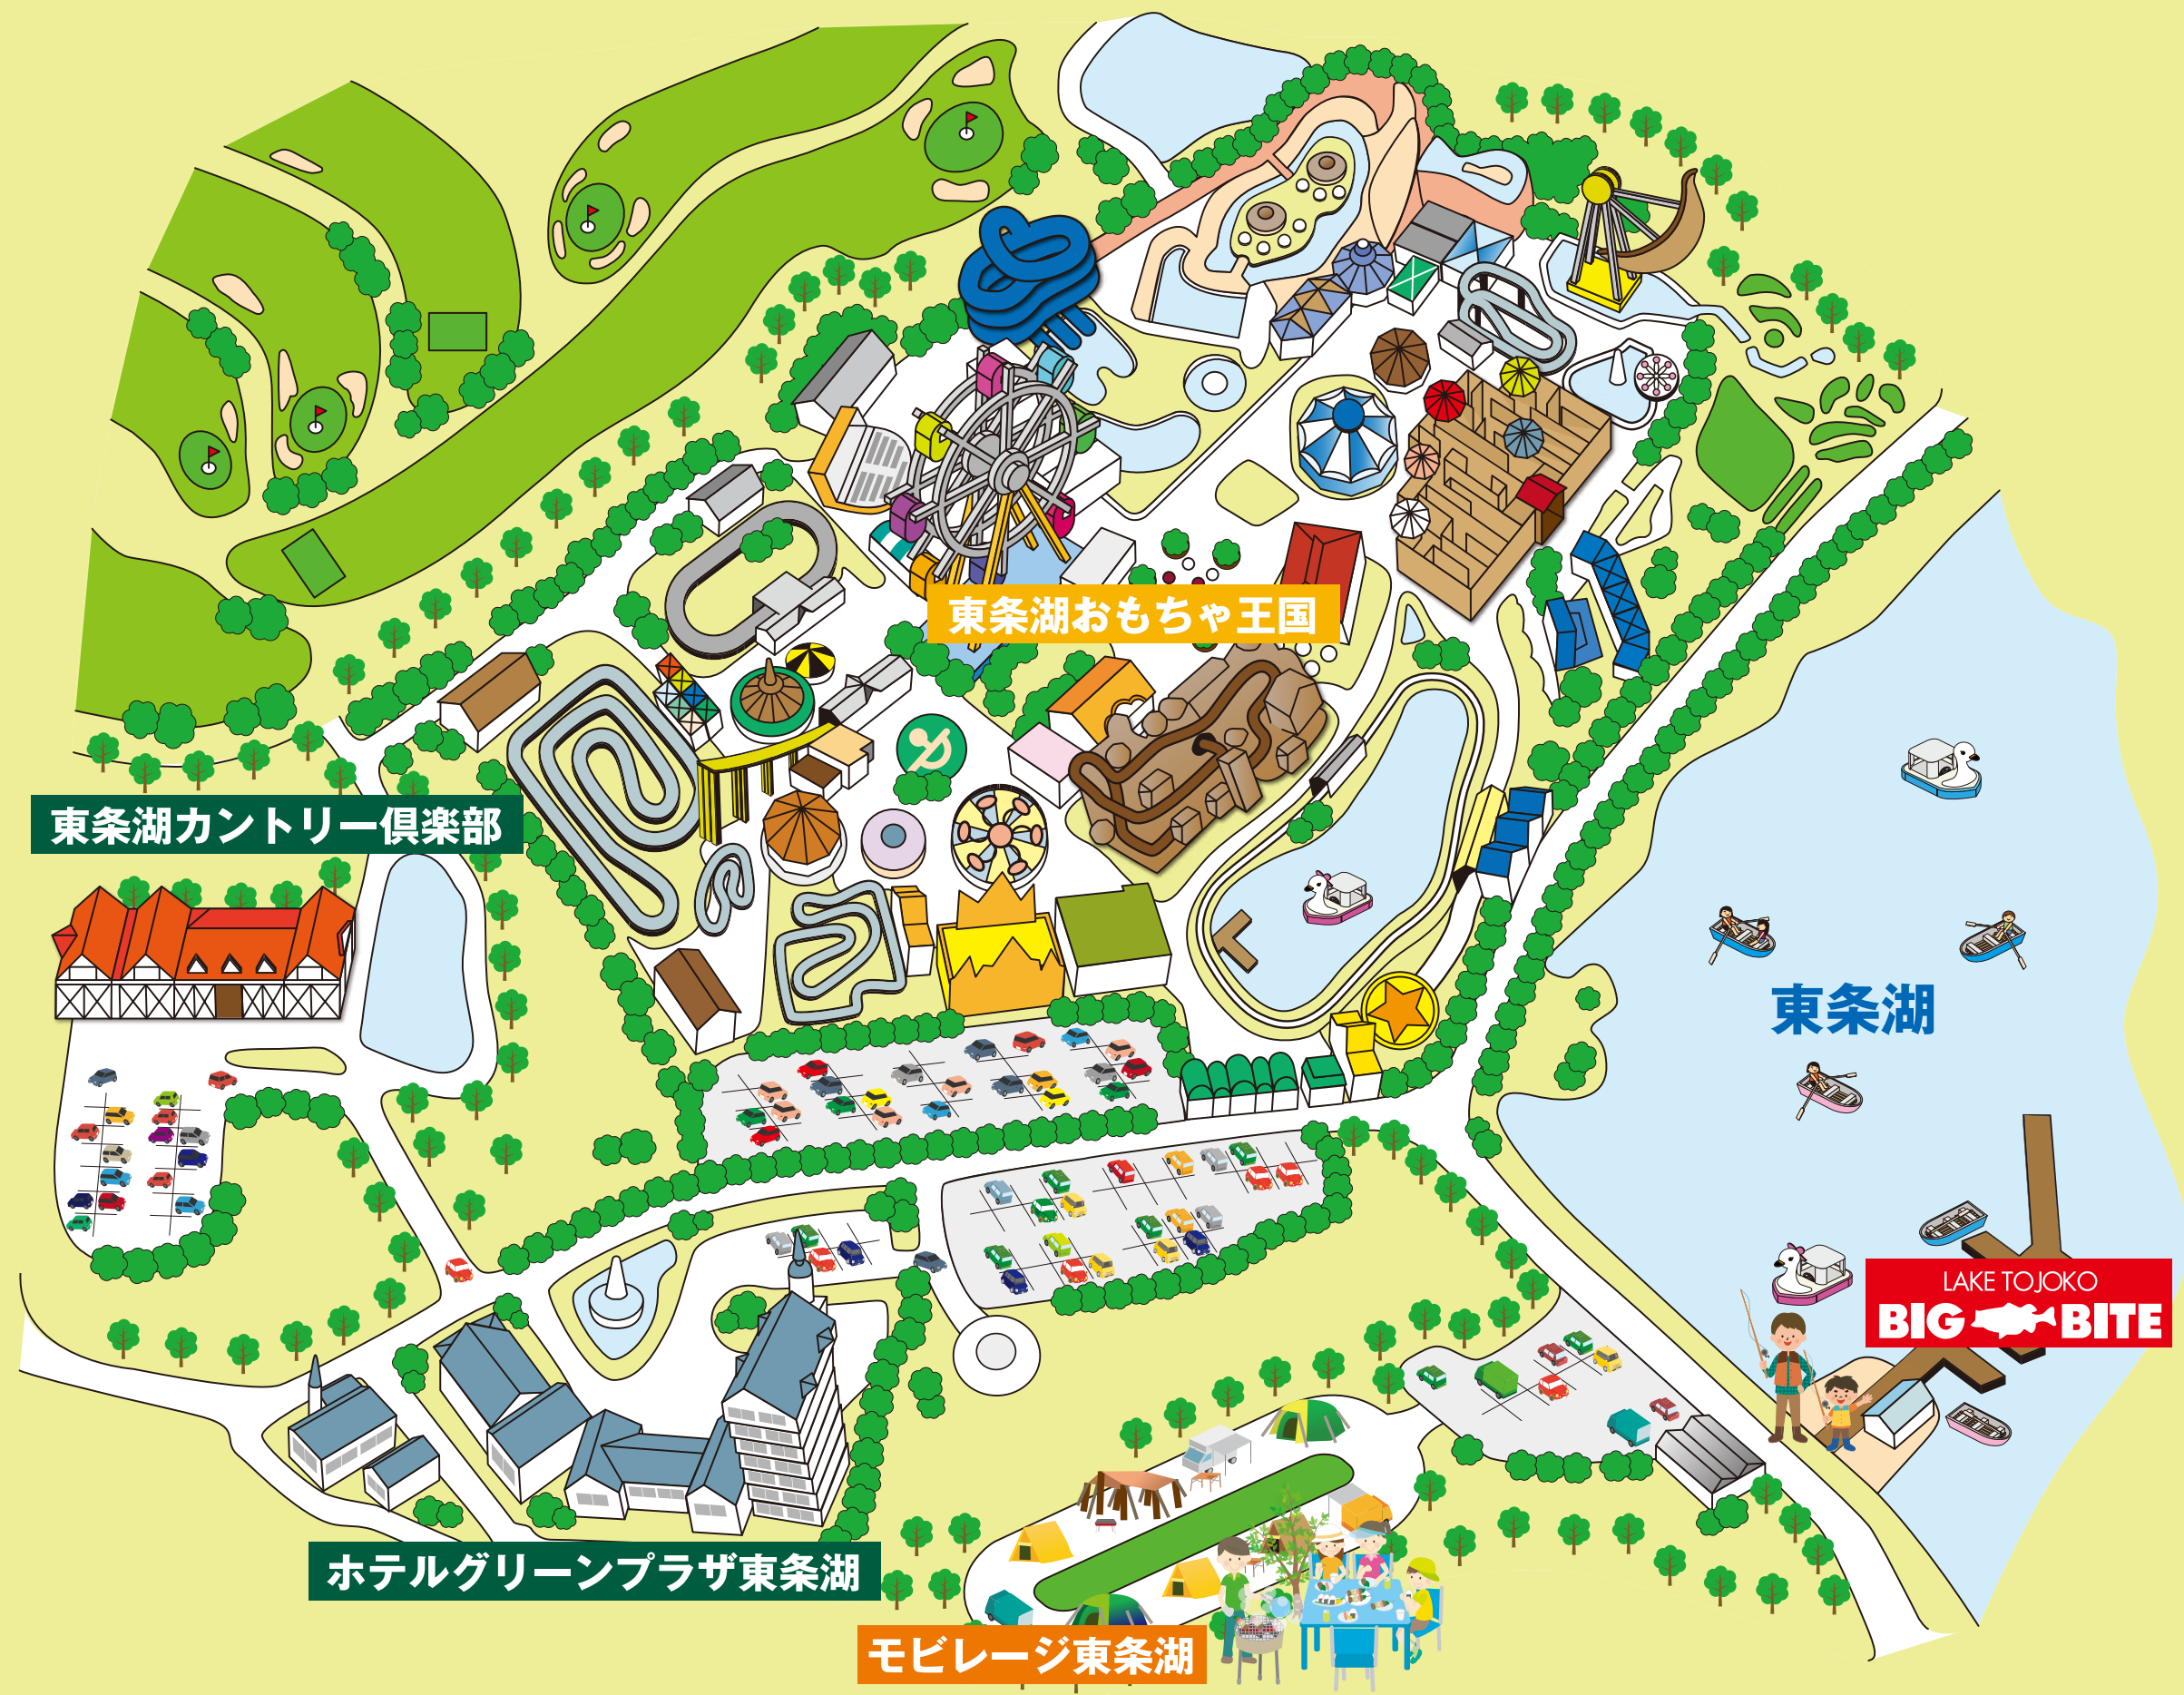 東条湖おもちゃ王国
東条湖カントリー倶楽部
東条湖
LAKE TOJOKO
BIG BITE
ホテルグリーンプラザ東条湖
モビレージ東条湖